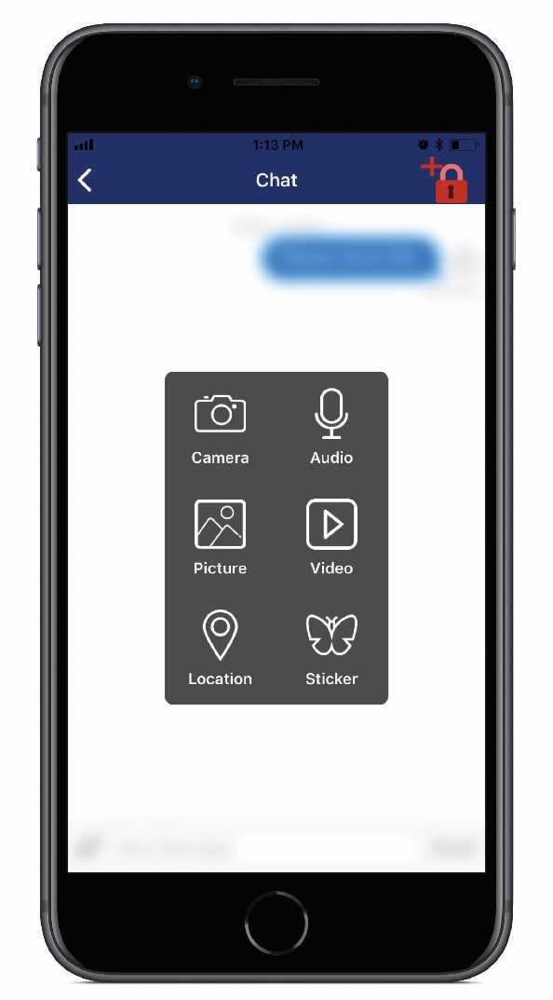 1:13 PM
Chat
Camera Audio
Picture Video
Location Sticker